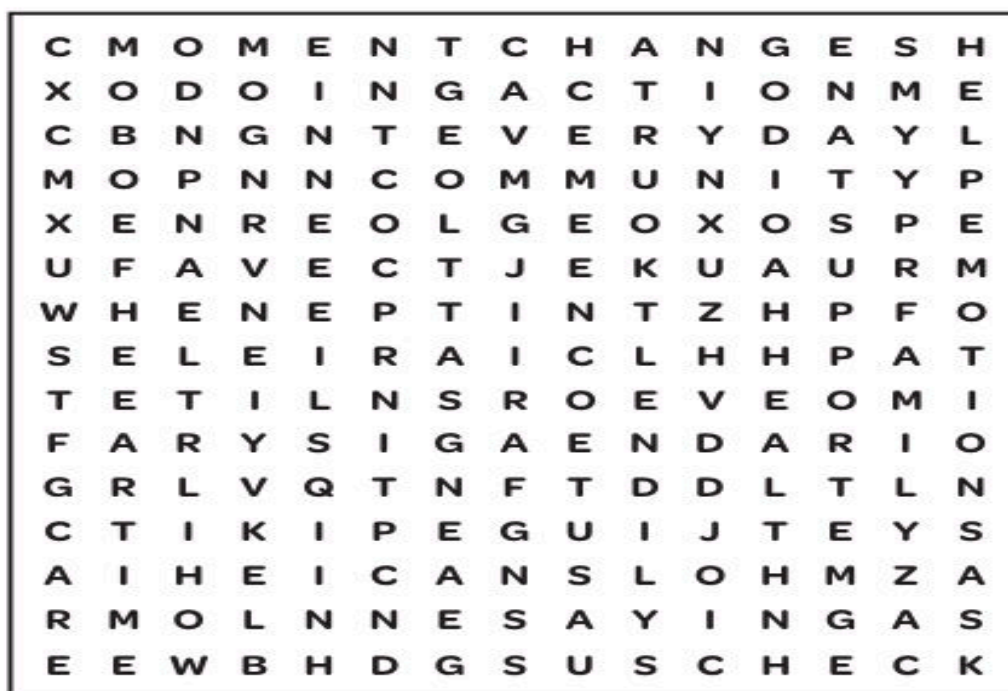 C M O M E N T C H A N G E S H
X O D O I N G A C T I O N M E
C B N G N T E V E R Y D A Y L
M O P N N C O M M U N I T Y P
X E N R E O L G E O X O S P E
U F A V E C T J E K U A U R M
W H E N E P T I N T Z H P F O
S E L E I R A I C L H H P A T
T E T I L N S R O E V E O M I
F A R Y S I G A E N D A R I O
G R L V Q T N F T D D L T L N
C T I K I P E G U I J T E Y S
A I H E I C A N S L O H M Z A
R M O L N N E S A Y I N G A S
E E W B H D G S U S C H E C K